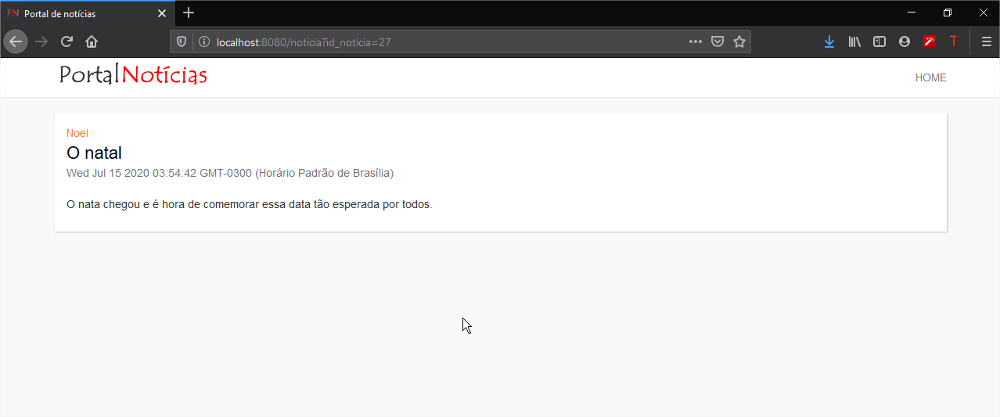 Portal de notícias
localhost:8080/noticia?id_noticia=27
PortalNotícias
HOME
Noel
O natal
Wed Jul 15 2020 03:54:42 GMT-0300 (Horário Padrão de Brasília)
O nata chegou e é hora de comemorar essa data tão esperada por todos.